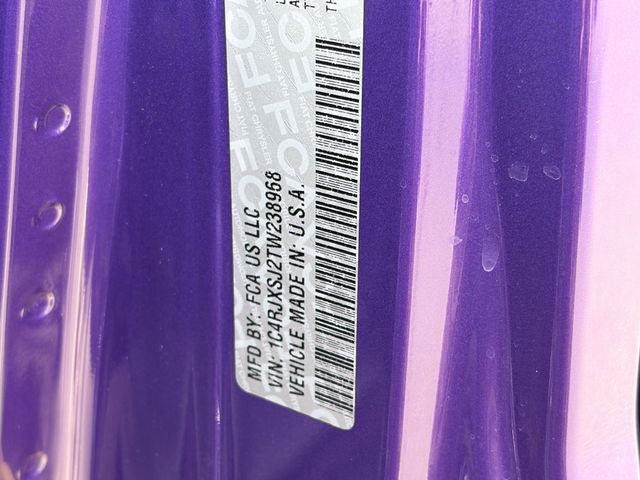 MFD BY: FCA US LLC
VIN: 1C4RJXSJ2TW238968
VEHICLE MADE IN: U.S.A.